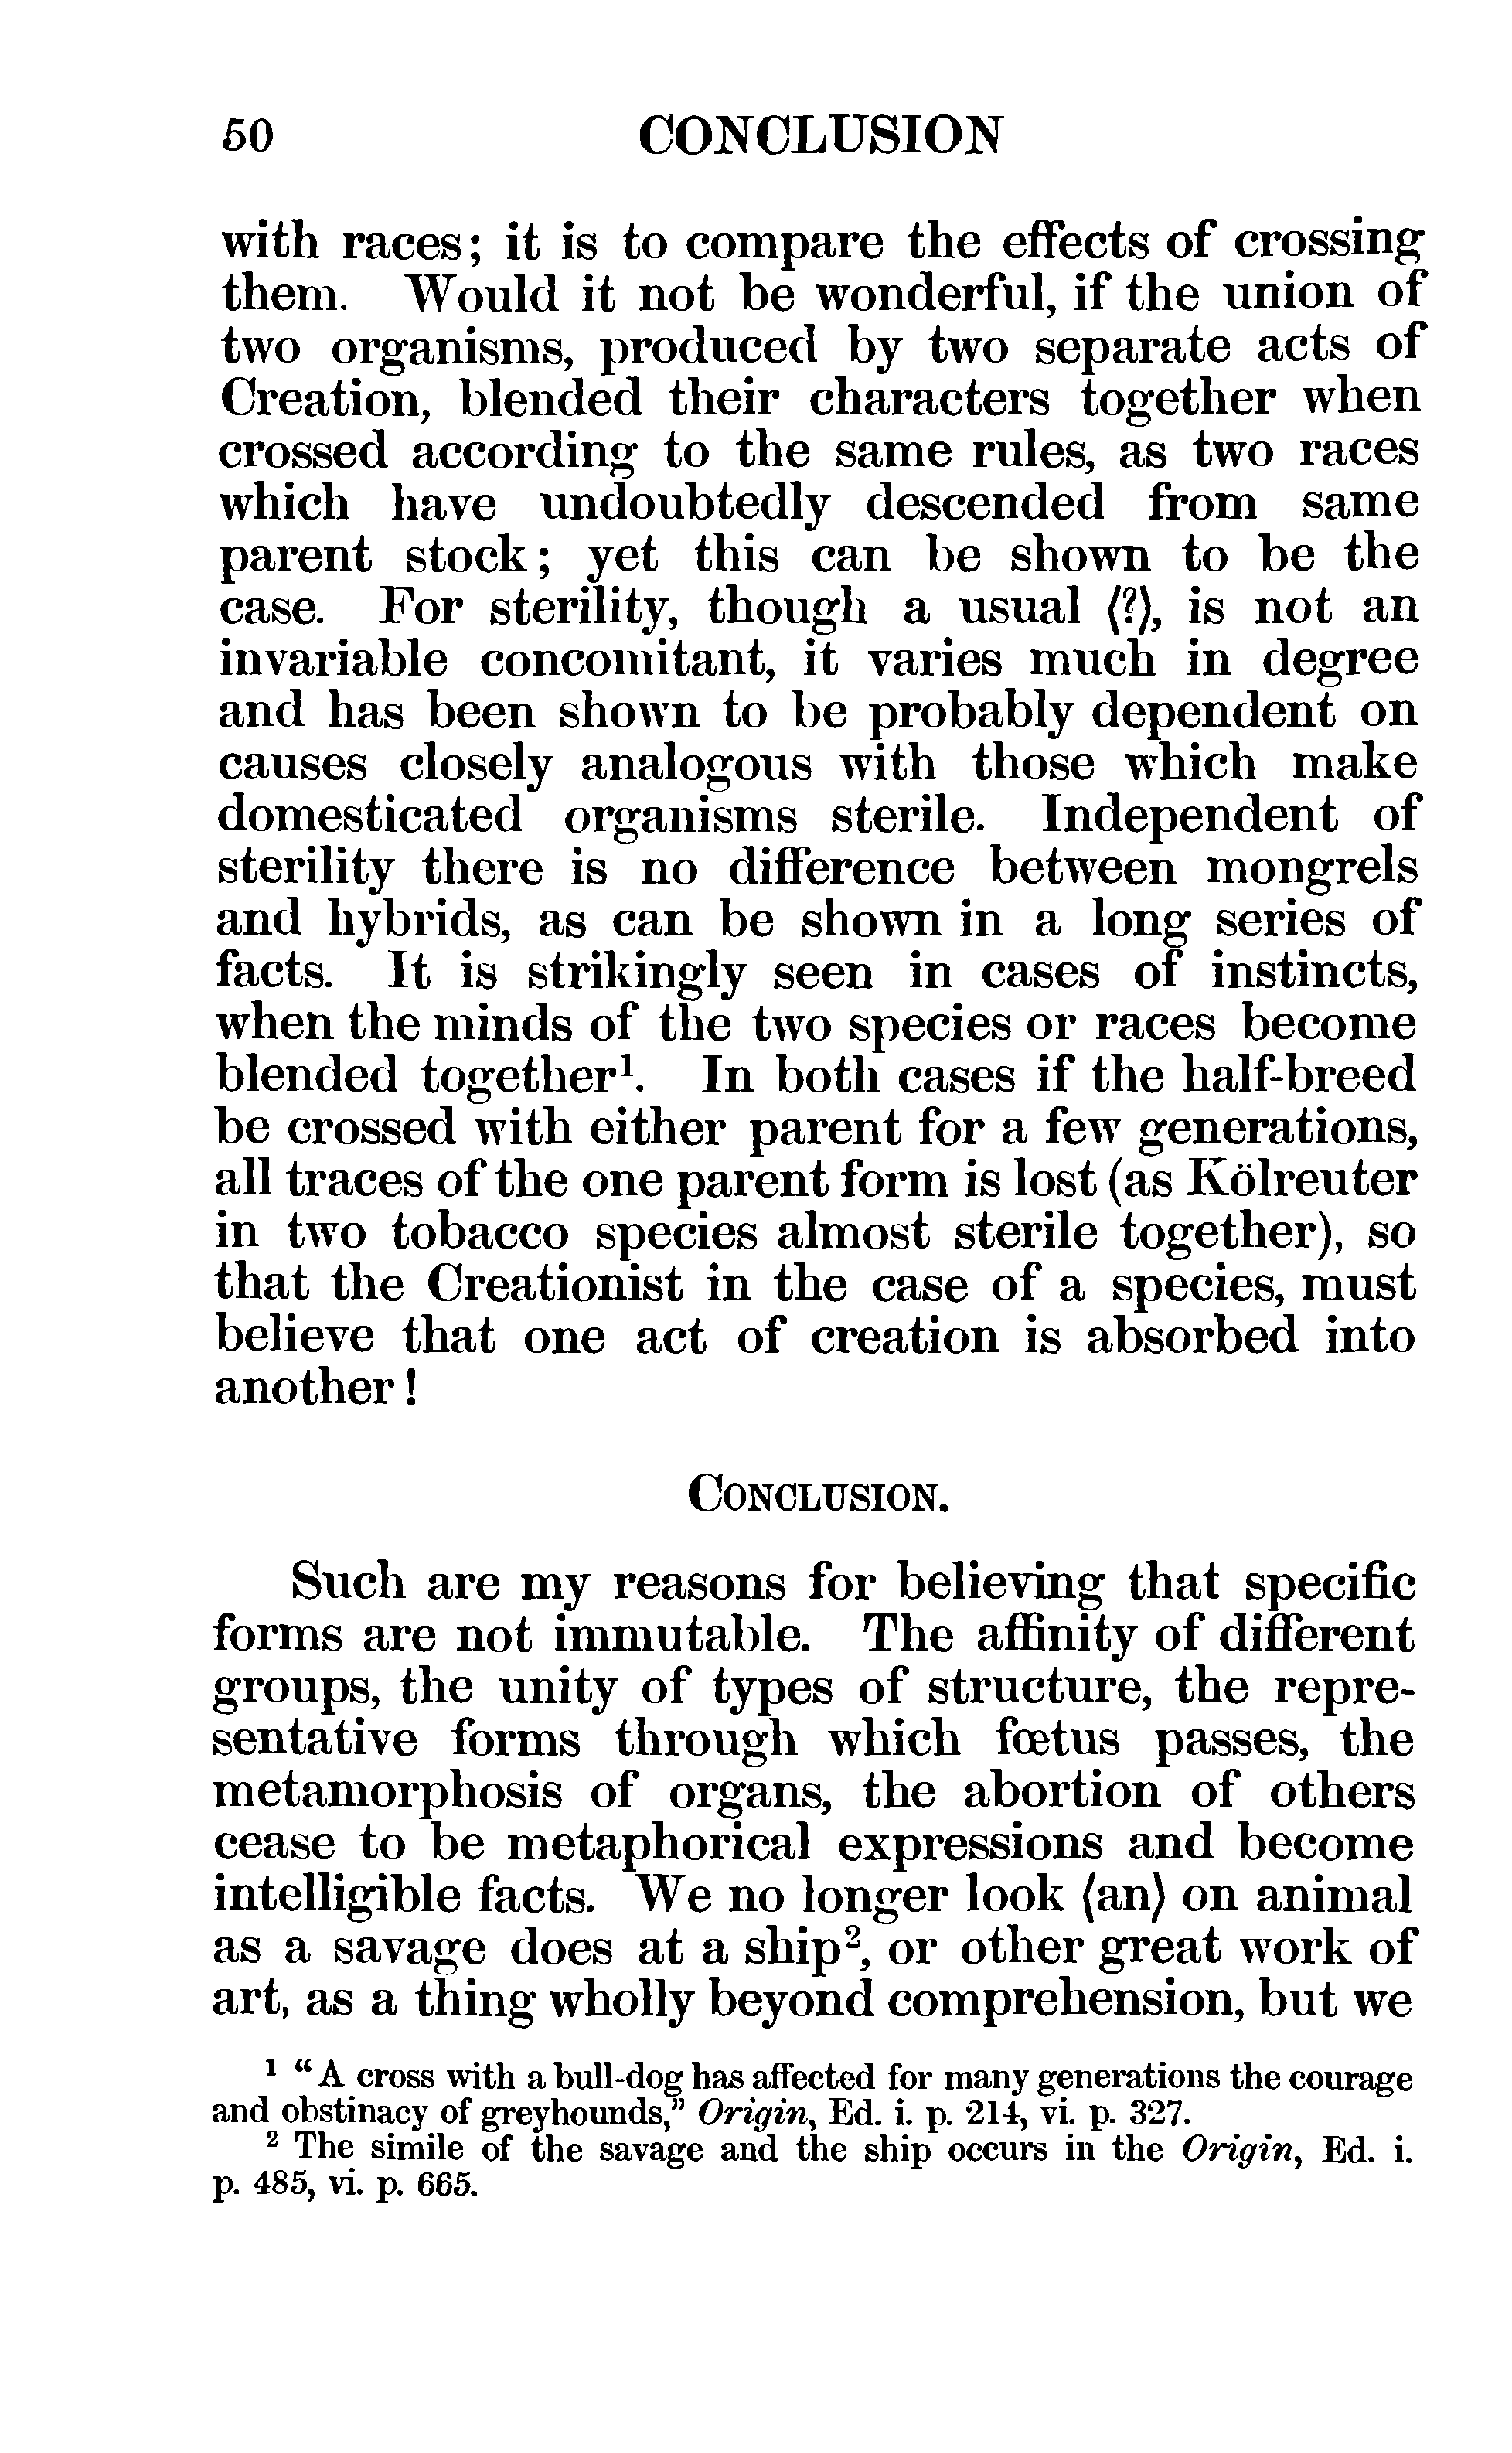 50 CONCLUSION
with races; it is to compare the effects of crossing
them. Would it not be wonderful, if the union of
two organisms, produced by two separate acts of
Creation, blended their characters together when
crossed according to the same rules, as two races
which have undoubtedly descended from same
parent stock; yet this can be shown to be the
case. For sterility, though a usual ⟨?⟩, is not an
invariable concomitant, it varies much in degree
and has been shown to be probably dependent on
causes closely analogous with those which make
domesticated organisms sterile. Independent of
sterility there is no difference between mongrels
and hybrids, as can be shown in a long series of
facts. It is strikingly seen in cases of instincts,
when the minds of the two species or races become
blended together¹. In both cases if the half-breed
be crossed with either parent for a few generations,
all traces of the one parent form is lost (as Kölreuter
in two tobacco species almost sterile together), so
that the Creationist in the case of a species, must
believe that one act of creation is absorbed into
another!
CONCLUSION.
Such are my reasons for believing that specific
forms are not immutable. The affinity of different
groups, the unity of types of structure, the repre-
sentative forms through which fœtus passes, the
metamorphosis of organs, the abortion of others
cease to be metaphorical expressions and become
intelligible facts. We no longer look ⟨an⟩ on animal
as a savage does at a ship², or other great work of
art, as a thing wholly beyond comprehension, but we
¹ “A cross with a bull-dog has affected for many generations the courage
and obstinacy of greyhounds,” Origin, Ed. i. p. 214, vi. p. 327.
² The simile of the savage and the ship occurs in the Origin, Ed. i.
p. 485, vi. p. 665.